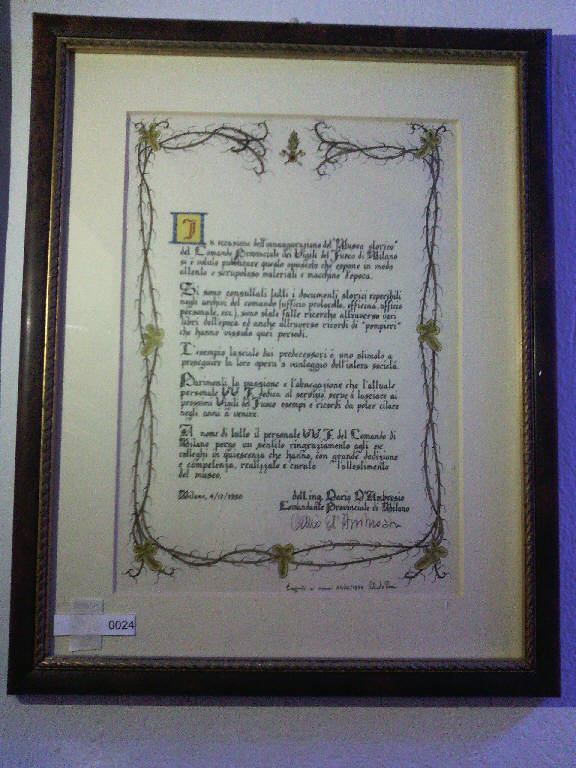 In occasione dell'inaugurazione del "Museo storico"
del Comando Provinciale dei Vigili del Fuoco di Milano
si è voluto pubblicare questo opuscolo che espone in modo
attento e scrupoloso materiali e macchine d'epoca.
Si sono consultati tutti i documenti storici reperibili
negli archivi del comando (ufficio protocollo, officina, ufficio
personale, ecc.), sono state fatte ricerche attraverso vari
libri dell'epoca ed anche attraverso ricordi di "pompieri"
che hanno vissuto quei periodi.
L'esempio lasciato dai predecessori è uno stimolo a
proseguire la loro opera a vantaggio dell'intera società.
Parimenti la passione e l'abnegazione che l'attuale
personale VV.F. dedica al servizio, serve a lasciare ai
prossimi Vigili del Fuoco esempi e ricordi da poter citare
negli anni a venire.
A nome di tutto il personale VV.F. del Comando di
Milano porgo un sentito ringraziamento agli ex
colleghi in quiescenza che hanno, con grande dedizione
e competenza, realizzato e curato l'allestimento
del museo.
Milano, 4/12/1990 dott. ing. Dario D'Ambrosio
Comandante Provinciale di Milano
Dario D'Ambrosio
0024